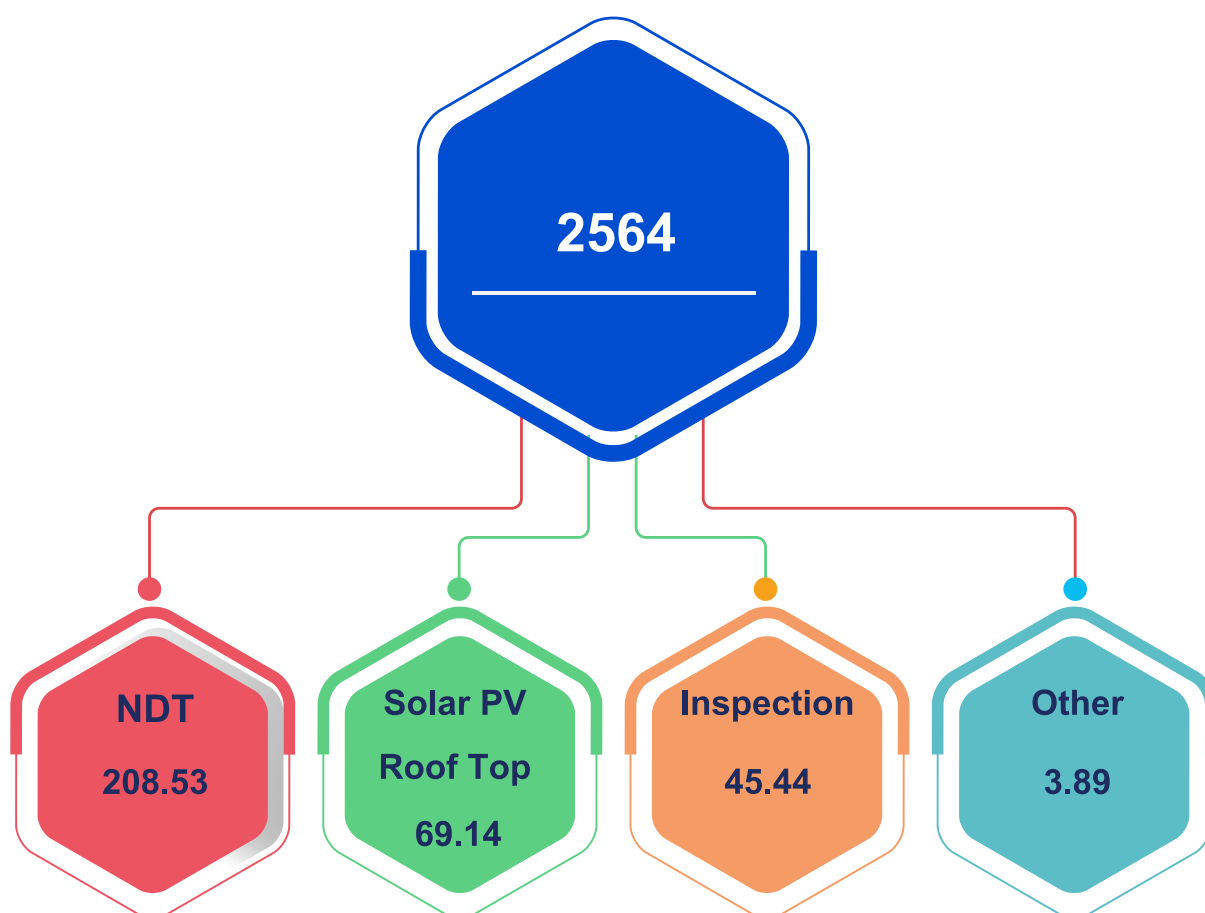 2564
NDT
208.53
Solar PV
Roof Top
69.14
Inspection
45.44
Other
3.89